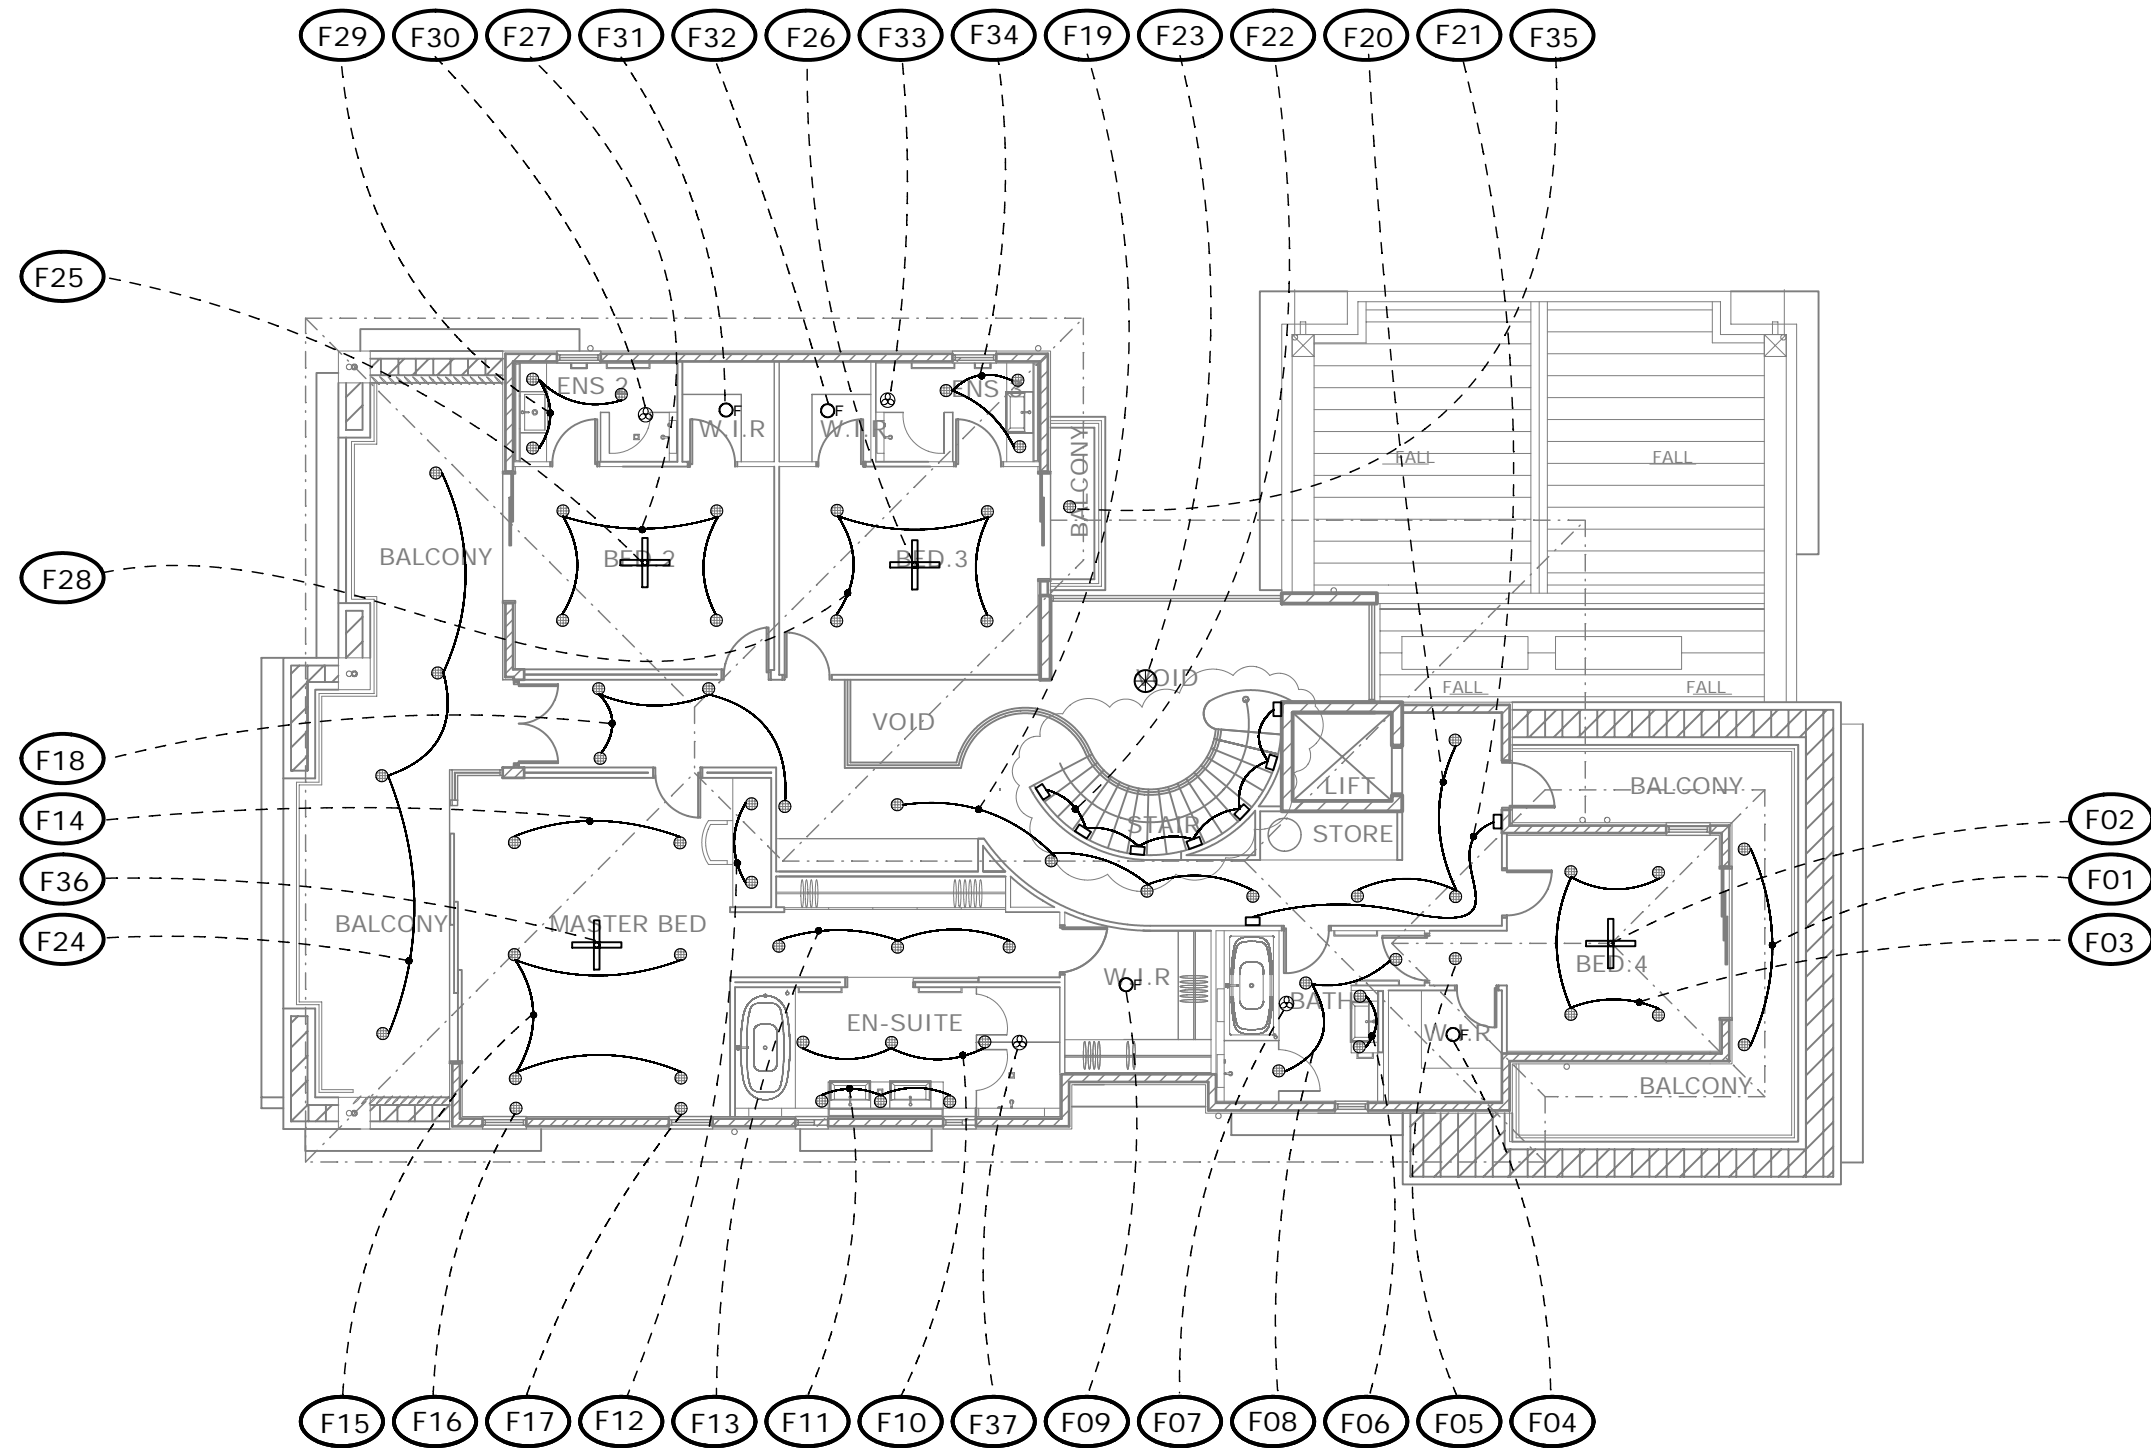 F29 F30 F27 F31 F32 F26 F33 F34 F19 F23 F22 F20 F21 F35
F25
ENS 2
ENS 3
W.I.R
W.I.R
BALCONY
FALL
FALL
BALCONY
BED.2
BED.3
F28
VOID
FALL
FALL
VOID
F18
LIFT
BALCONY
F14
STAIR
STORE
F02
F36
F01
BALCONY
MASTER BED
F24
F03
BED.4
W.I.R
BATH
EN-SUITE
W.I.R
BALCONY
F
F
F
F
F15 F16 F17 F12 F13 F11 F10 F37 F09 F07 F08 F06 F05 F04